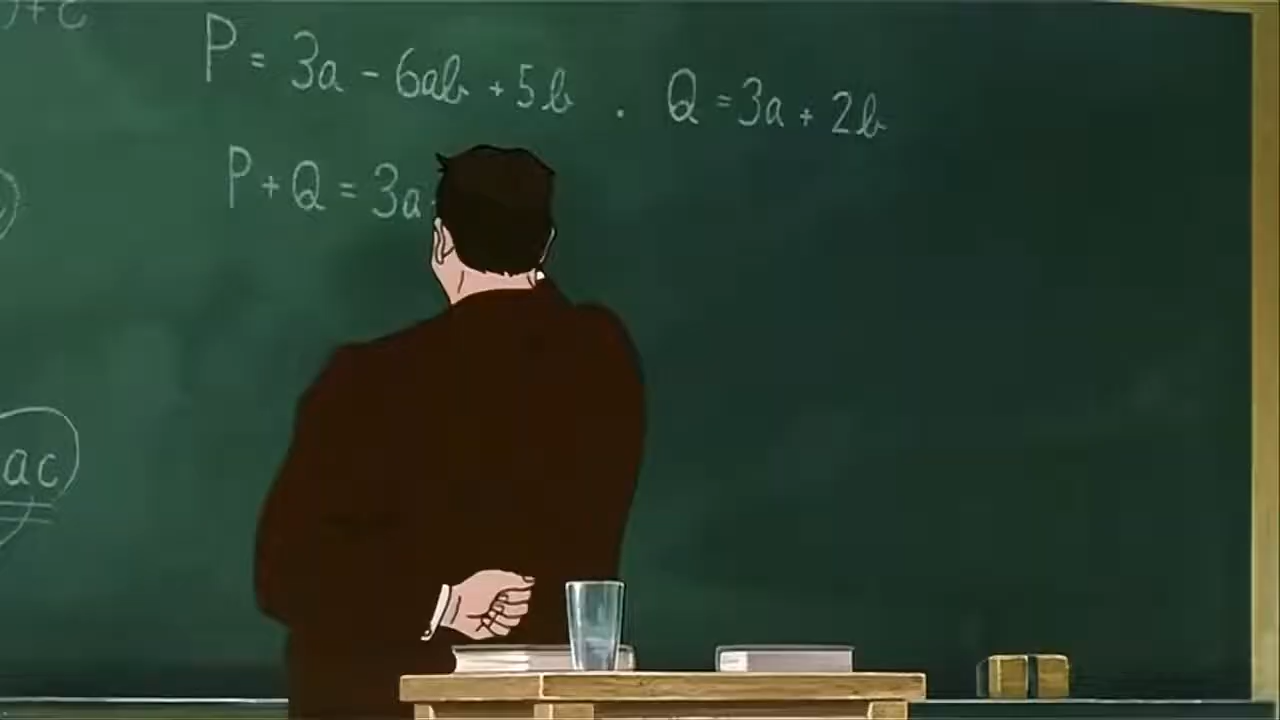 )+c
P = 3a - 6ab + 5b . Q = 3a + 2b
P + Q = 3a
ac